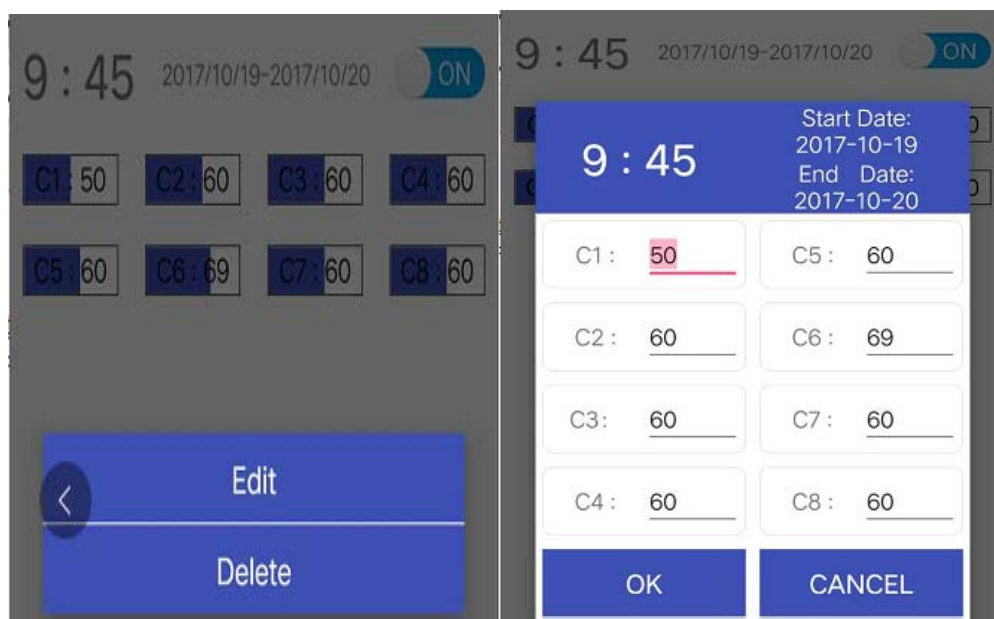 9 : 45 2017/10/19-2017/10/20 ON
C1 : 50 C2 : 60 C3 : 60 C4 : 60
C5 : 60 C6 : 69 C7 : 60 C8 : 60
Edit
Delete
9 : 45 2017/10/19-2017/10/20 ON
9 : 45
Start Date:
2017-10-19
End Date:
2017-10-20
C1 : 50 C5 : 60
C2 : 60 C6 : 69
C3: 60 C7 : 60
C4 : 60 C8 : 60
OK CANCEL